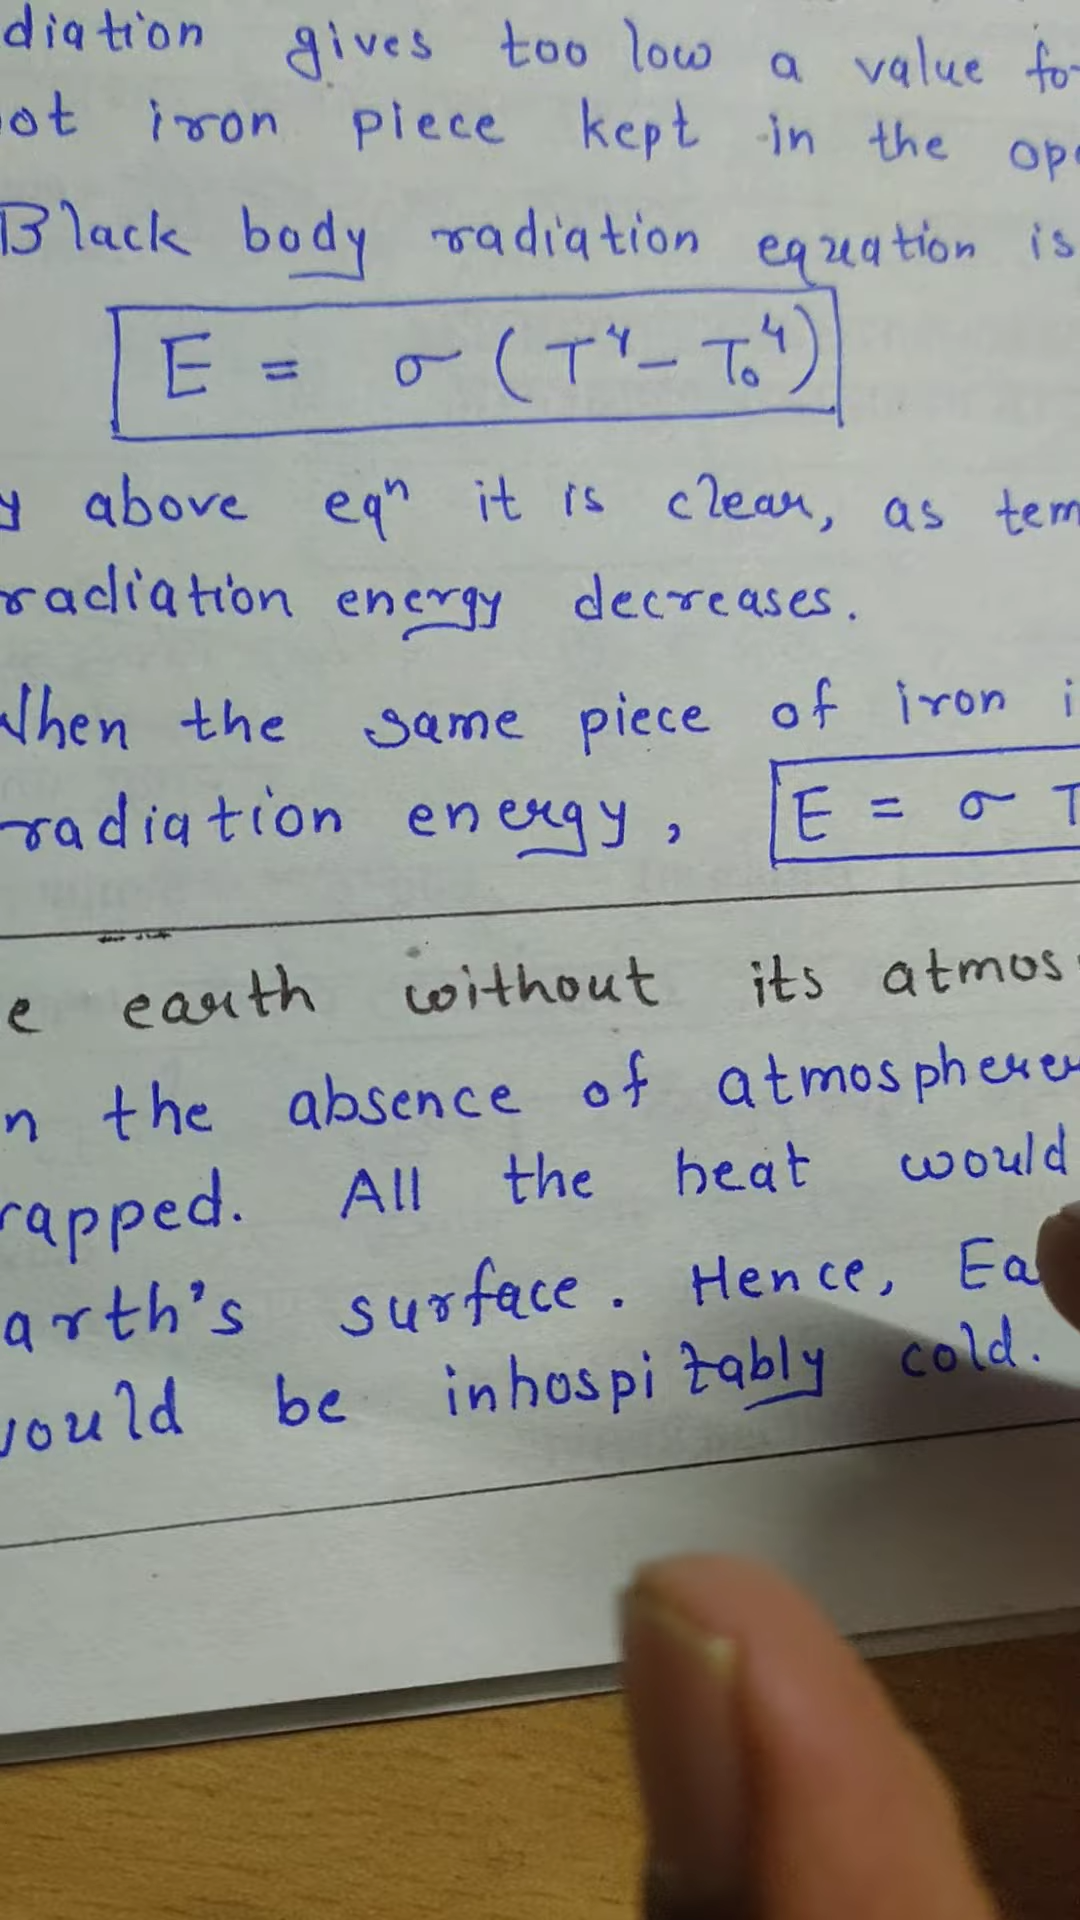 diation gives too low a value fo
ot iron piece kept in the op
Black body radiation equation is
E = σ (T⁴ - T₀⁴)
y above eqⁿ it is clear, as tem
radiation energy decreases.
When the same piece of iron i
radiation energy, E = σ T
e earth without its atmos
n the absence of atmosphere
rapped. All the heat would
arth's surface. Hence, Ea
would be inhospitably cold.